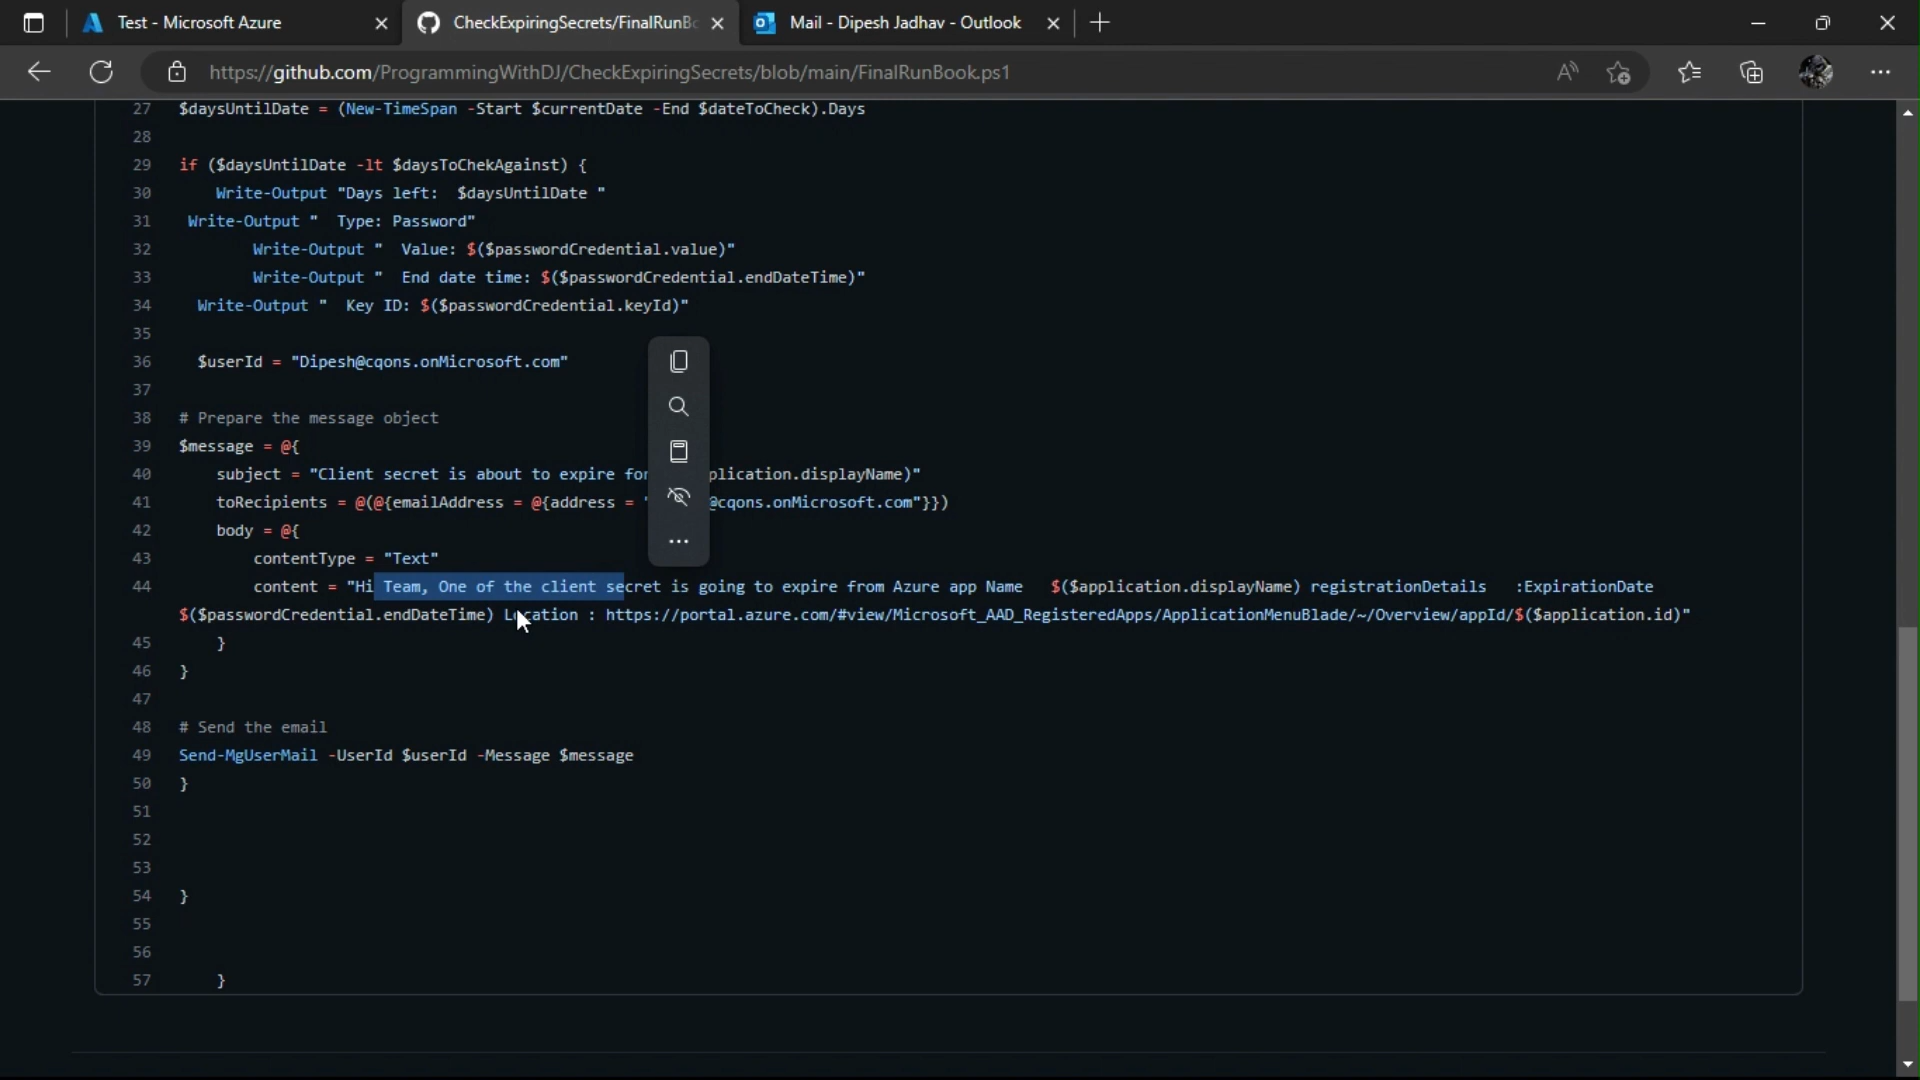 Test - Microsoft Azure
CheckExpiringSecrets/FinalRunBo
Mail - Dipesh Jadhav - Outlook
https://github.com/ProgrammingWithDJ/CheckExpiringSecrets/blob/main/FinalRunBook.ps1
27 $daysUntilDate = (New-TimeSpan -Start $currentDate -End $dateToCheck).Days
28
29 if ($daysUntilDate -lt $daysToChekAgainst) {
30 Write-Output "Days left: $daysUntilDate "
31 Write-Output " Type: Password"
32 Write-Output " Value: $($passwordCredential.value)"
33 Write-Output " End date time: $($passwordCredential.endDateTime)"
34 Write-Output " Key ID: $($passwordCredential.keyId)"
35
36 $userId = "Dipesh@cqons.onMicrosoft.com"
37
38 # Prepare the message object
39 $message = @{
40 subject = "Client secret is about to expire for plication.displayName)"
41 toRecipients = @(@{emailAddress = @{address = " @cqons.onMicrosoft.com"}})
42 body = @{
43 contentType = "Text"
44 content = "Hi Team, One of the client secret is going to expire from Azure app Name $($application.displayName) registrationDetails :ExpirationDate
$($passwordCredential.endDateTime) Location : https://portal.azure.com/#view/Microsoft_AAD_RegisteredApps/ApplicationMenuBlade/~/Overview/appId/$($application.id)"
45 }
46 }
47
48 # Send the email
49 Send-MgUserMail -UserId $userId -Message $message
50 }
51
52
53
54 }
55
56
57 }